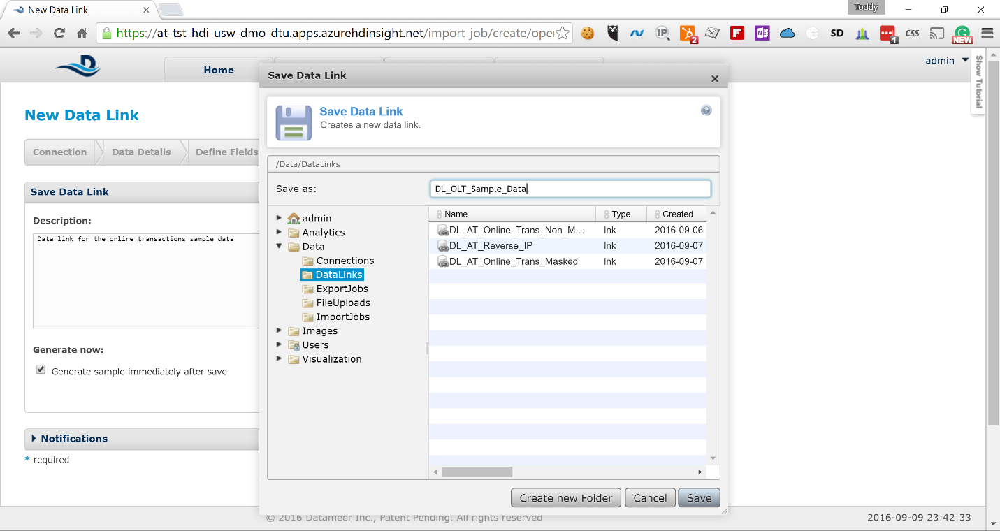 New Data Link
Toddy
https://at-tst-hdi-usw-dmo-dtu.apps.azurehdinsight.net/import-job/create/ope
IP
2
SD
1
CSS
NEW
Home
admin
Show Tutorial
New Data Link
Connection
Data Details
Define Fields
Save Data Link
Description:
Data link for the online transactions sample data
Generate now:
Generate sample immediately after save
Notifications
* required
Save Data Link
Save Data Link
Creates a new data link.
/Data/DataLinks
Save as:
DL_OLT_Sample_Data
admin
Analytics
Data
Connections
DataLinks
ExportJobs
FileUploads
ImportJobs
Images
Users
Visualization
Name Type Created
DL_AT_Online_Trans_Non_M... lnk 2016-09-06
DL_AT_Reverse_IP lnk 2016-09-07
DL_AT_Online_Trans_Masked lnk 2016-09-07
Create new Folder
Cancel
Save
© 2016 Datameer Inc., Patent Pending. All rights reserved
2016-09-09 23:42:33